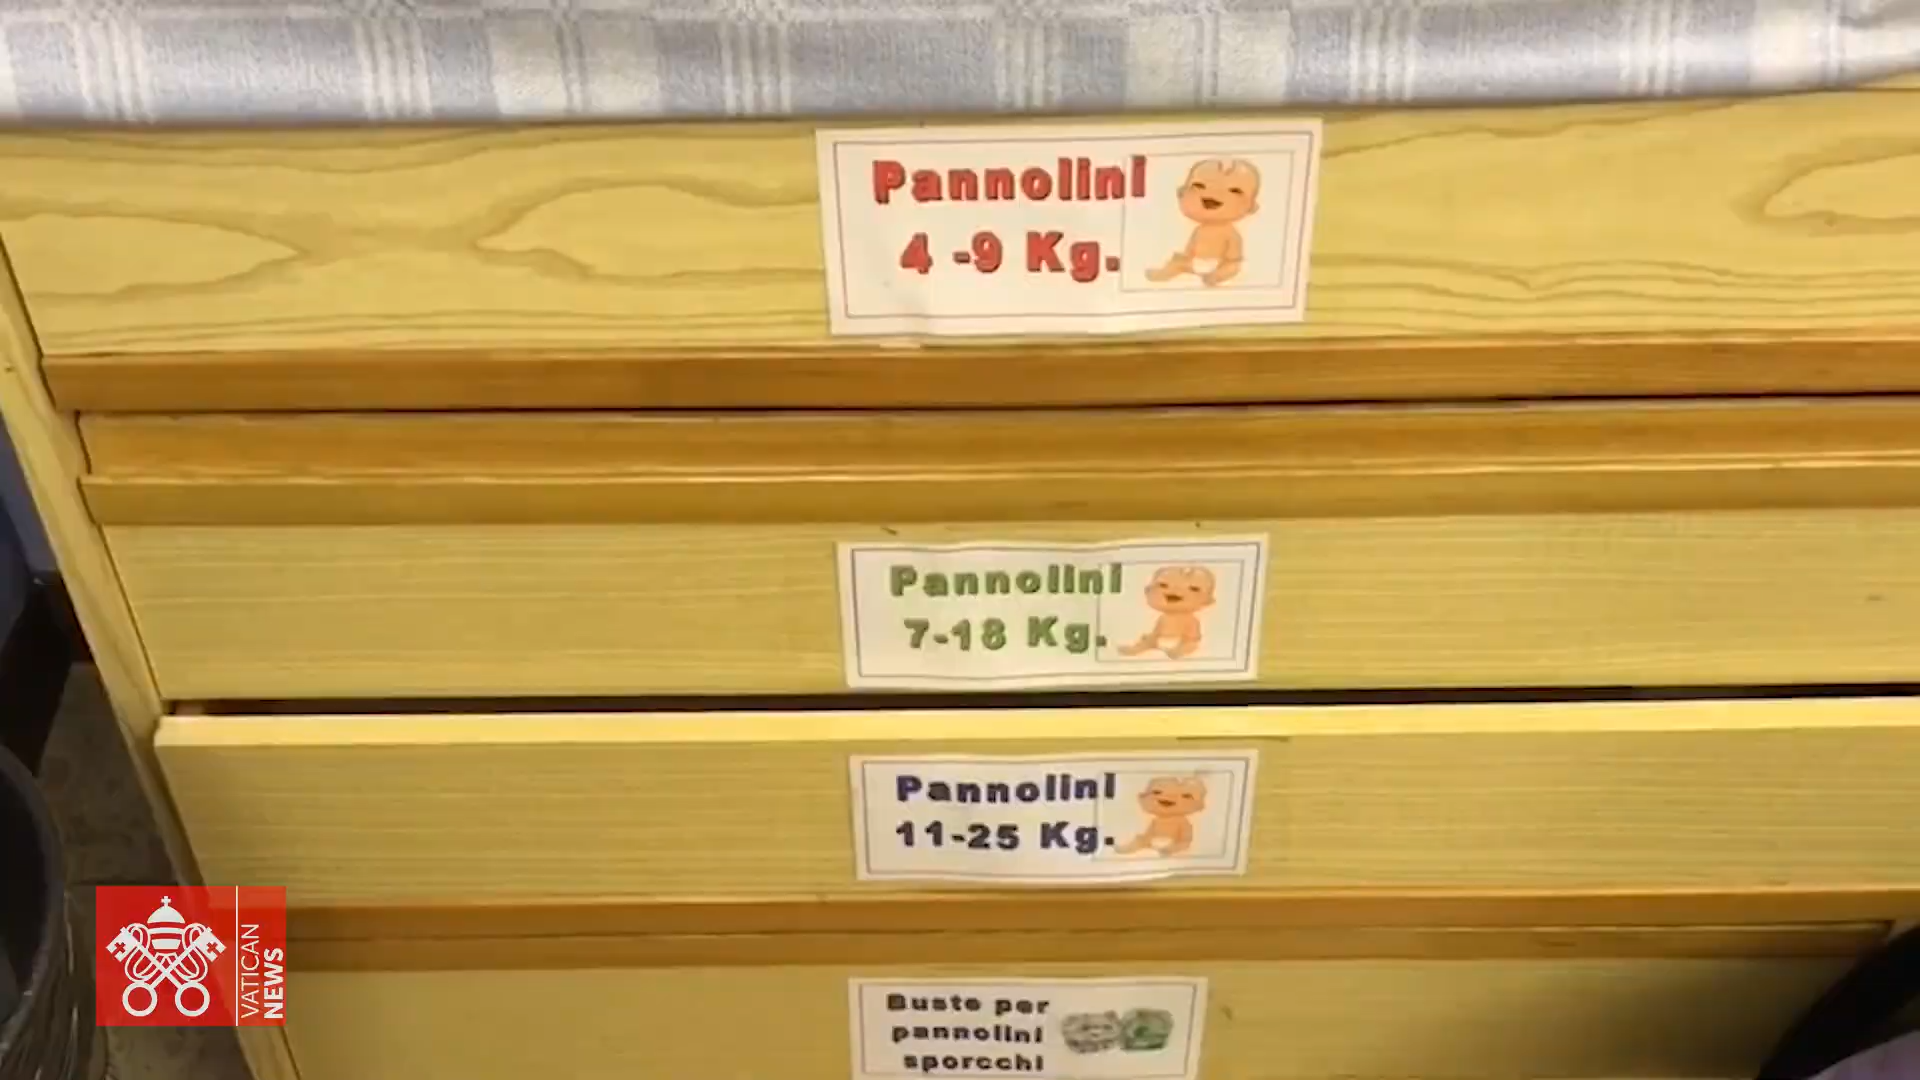 Pannolini
4 -9 Kg.
Pannolini
7-18 Kg.
Pannolini
11-25 Kg.
Buste per
pannolini
sporcchi
VATICAN
NEWS